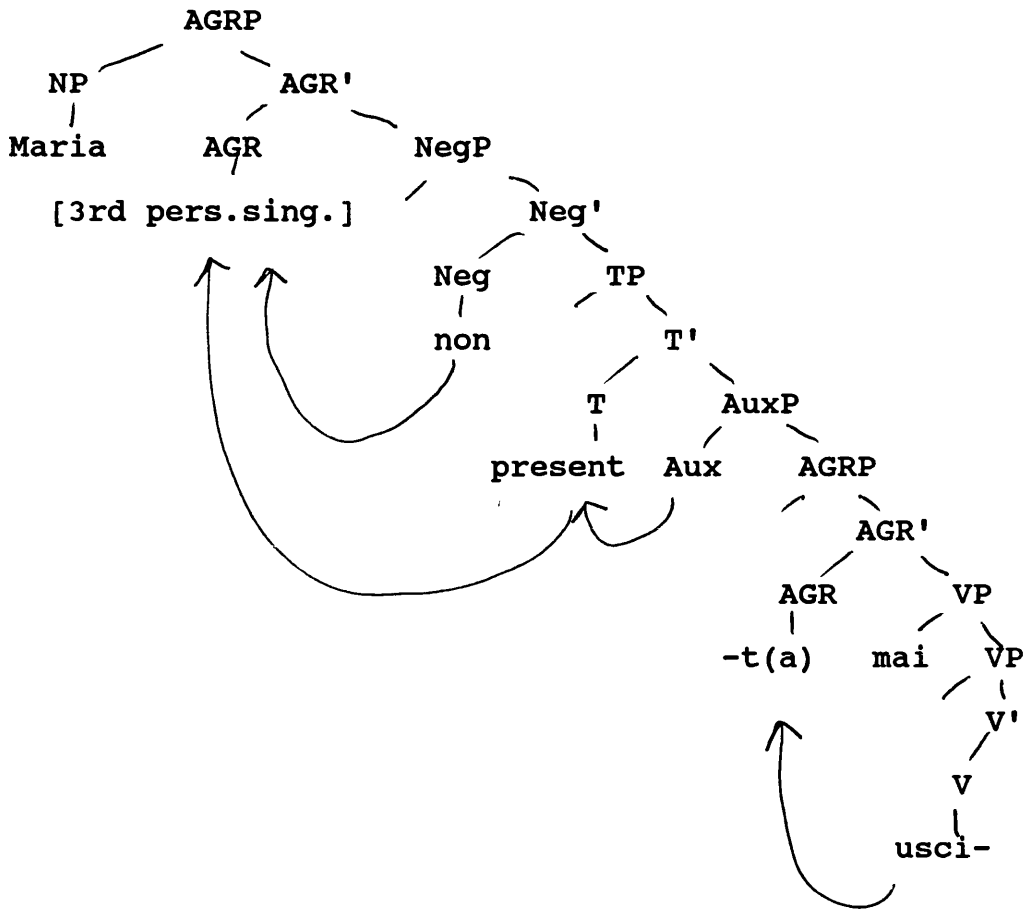 AGRP
NP AGR'
Maria AGR NegP
[3rd pers.sing.] Neg'
Neg TP
non T'
T AuxP
present Aux AGRP
AGR'
AGR VP
-t(a) mai VP
V'
V
usci-